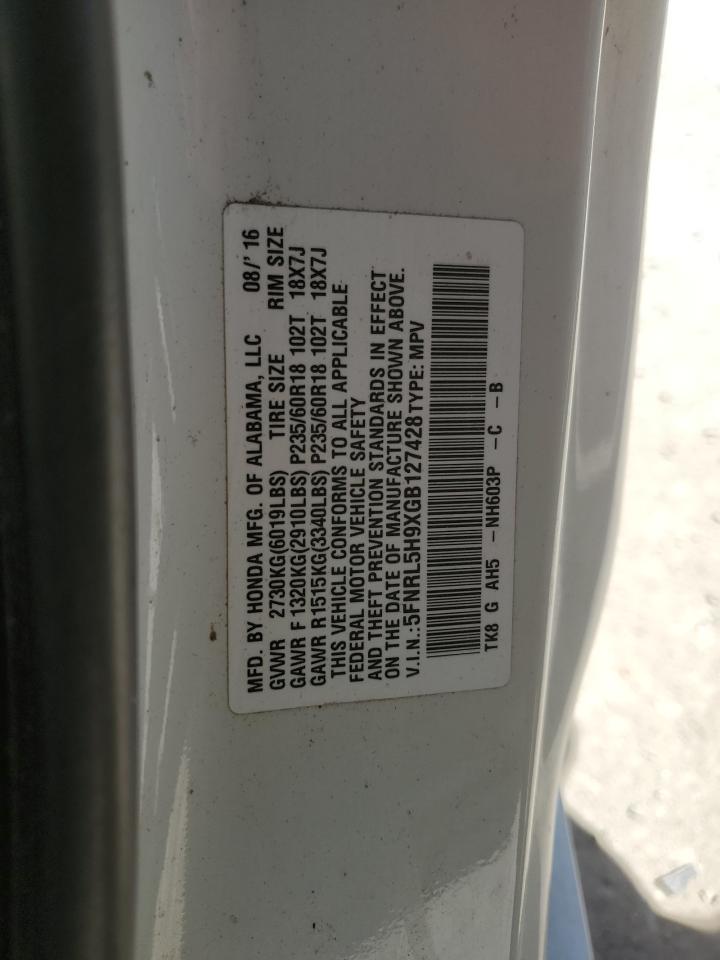 MFD. BY HONDA MFG. OF ALABAMA, LLC 08/'16
GVWR 2730KG(6019LBS) TIRE SIZE RIM SIZE
GAWR F 1320KG(2910LBS) P235/60R18 102T 18X7J
GAWR R1515KG(3340LBS) P235/60R18 102T 18X7J
THIS VEHICLE CONFORMS TO ALL APPLICABLE
FEDERAL MOTOR VEHICLE SAFETY
AND THEFT PREVENTION STANDARDS IN EFFECT
ON THE DATE OF MANUFACTURE SHOWN ABOVE.
V.I.N.:5FNRL5H9XGB127428 TYPE: MPV
TK8 G AH5 -NH603P -C -B